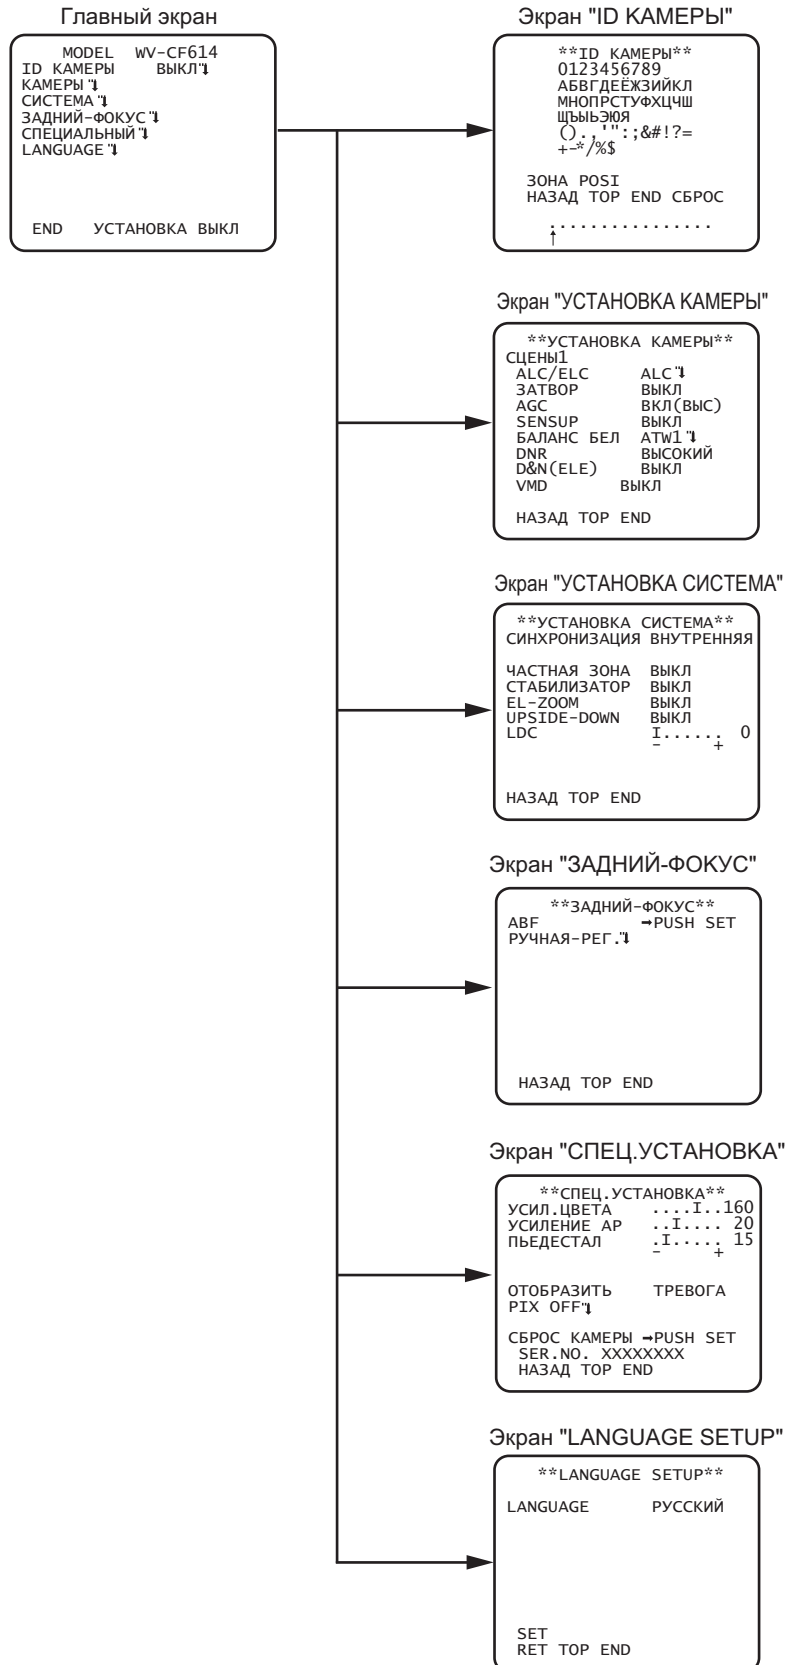 Главный экран
MODEL WV-CF614
ID КАМЕРЫ ВЫКЛ
КАМЕРЫ
СИСТЕМА
ЗАДНИЙ-ФОКУС
СПЕЦИАЛЬНЫЙ
LANGUAGE
END УСТАНОВКА ВЫКЛ
Экран "ID КАМЕРЫ"
**ID КАМЕРЫ**
0123456789
АБВГДЕЁЖЗИЙКЛ
МНОПРСТУФХЦЧШ
ЩЪЫЬЭЮЯ
().,'":;&#!?=
+-*/%$
ЗОНА POSI
НАЗАД TOP END СБРОС
................
↑
Экран "УСТАНОВКА КАМЕРЫ"
**УСТАНОВКА КАМЕРЫ**
СЦЕНЫ1
ALC/ELC ALC
ЗАТВОР ВЫКЛ
AGC ВКЛ(ВЫС)
SENSUP ВЫКЛ
БАЛАНС БЕЛ ATW1
DNR ВЫСОКИЙ
D&N(ELE) ВЫКЛ
VMD ВЫКЛ
НАЗАД TOP END
Экран "УСТАНОВКА СИСТЕМА"
**УСТАНОВКА СИСТЕМА**
СИНХРОНИЗАЦИЯ ВНУТРЕННЯЯ
ЧАСТНАЯ ЗОНА ВЫКЛ
СТАБИЛИЗАТОР ВЫКЛ
EL-ZOOM ВЫКЛ
UPSIDE-DOWN ВЫКЛ
LDC I...... 0
- +
НАЗАД TOP END
Экран "ЗАДНИЙ-ФОКУС"
**ЗАДНИЙ-ФОКУС**
ABF →PUSH SET
РУЧНАЯ-РЕГ.
НАЗАД TOP END
Экран "СПЕЦ.УСТАНОВКА"
**СПЕЦ.УСТАНОВКА**
УСИЛ.ЦВЕТА ....I..160
УСИЛЕНИЕ АР ..I.... 20
ПЬЕДЕСТАЛ .I..... 15
- +
ОТОБРАЗИТЬ ТРЕВОГА
PIX OFF
СБРОС КАМЕРЫ →PUSH SET
SER.NO. XXXXXXXX
НАЗАД TOP END
Экран "LANGUAGE SETUP"
**LANGUAGE SETUP**
LANGUAGE РУССКИЙ
SET
RET TOP END